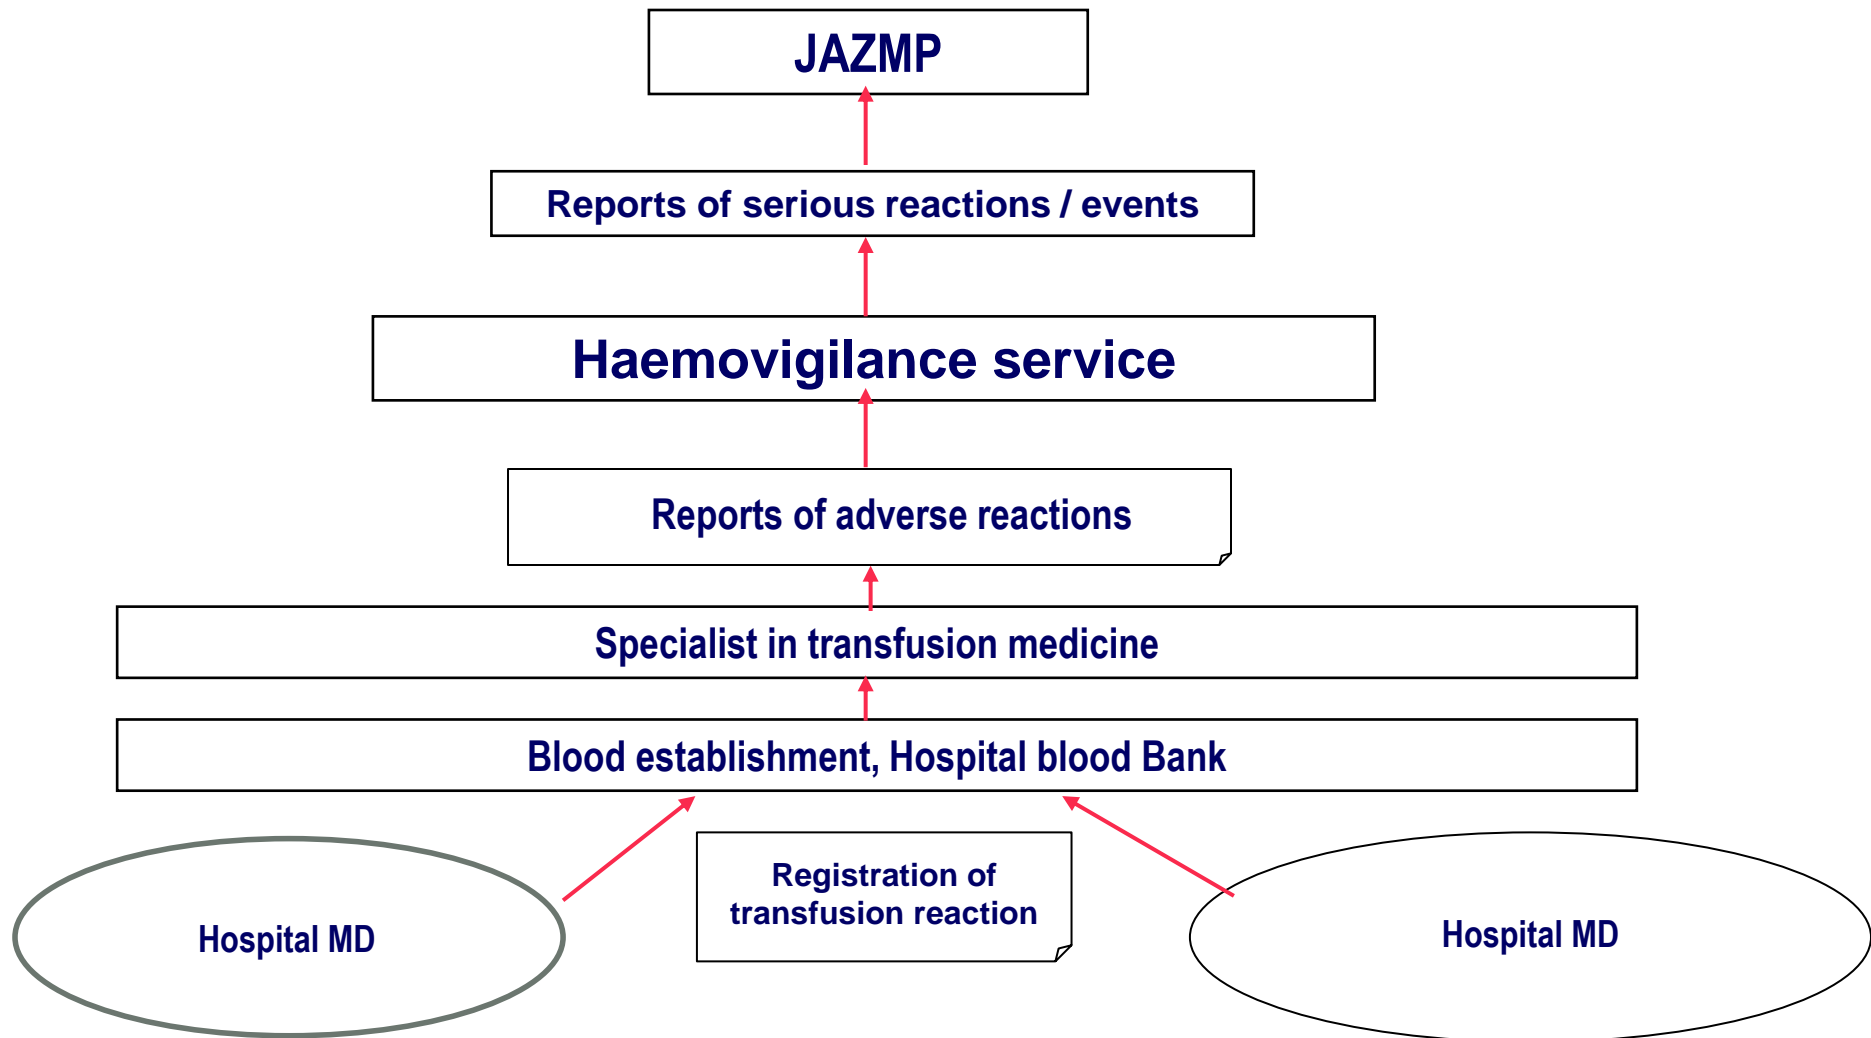 JAZMP
Reports of serious reactions / events
Haemovigilance service
Reports of adverse reactions
Specialist in transfusion medicine
Blood establishment, Hospital blood Bank
Registration of
transfusion reaction
Hospital MD
Hospital MD